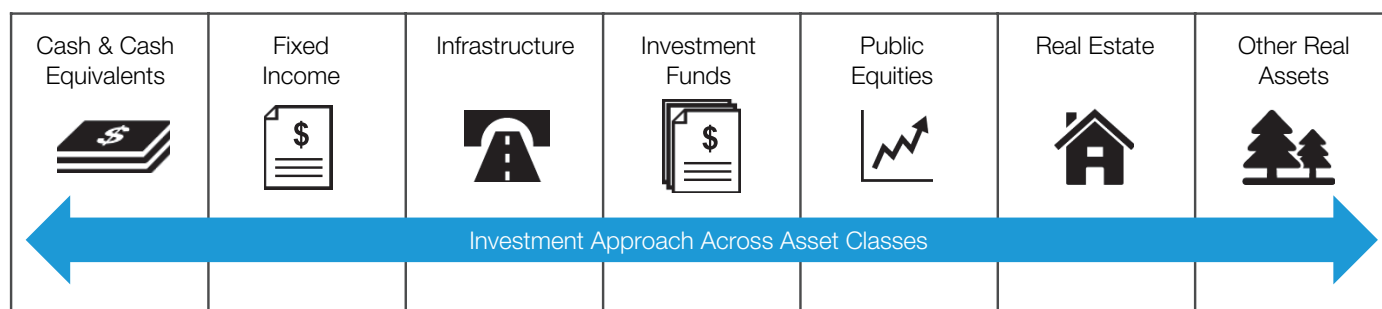 Cash & Cash
Equivalents
Fixed
Income
Infrastructure
Investment
Funds
Public
Equities
Real Estate
Other Real
Assets
$
$
$
Investment Approach Across Asset Classes